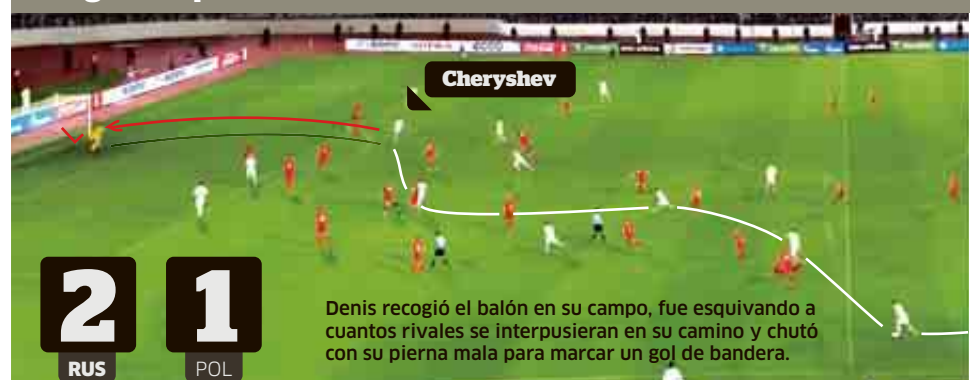 Cheryshev
2 1
RUS POL
Denis recogió el balón en su campo, fue esquivando a
cuantos rivales se interpusieran en su camino y chutó
con su pierna mala para marcar un gol de bandera.